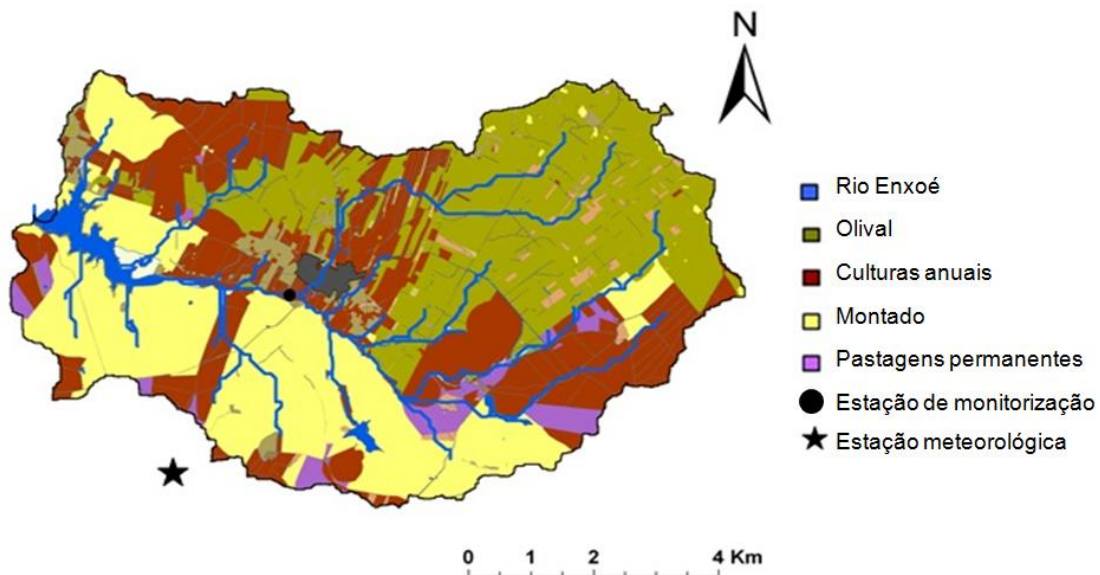 N
Rio Enxoé
Olival
Culturas anuais
Montado
Pastagens permanentes
Estação de monitorização
Estação meteorológica
0 1 2 4 Km